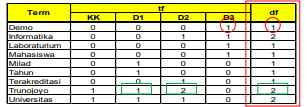 Term tf df
KK D1 D2 D3
Demo 0 0 0 1 1
Informatika 0 0 1 1 2
Laboraturium 0 0 0 1 1
Mahasiswa 0 0 0 1 1
Milad 0 1 0 0 1
Tahun 0 1 0 0 1
Terakreditasi 0 0 1 0 1
Trunojoyo 1 1 2 0 2
Universitas 1 1 1 0 2